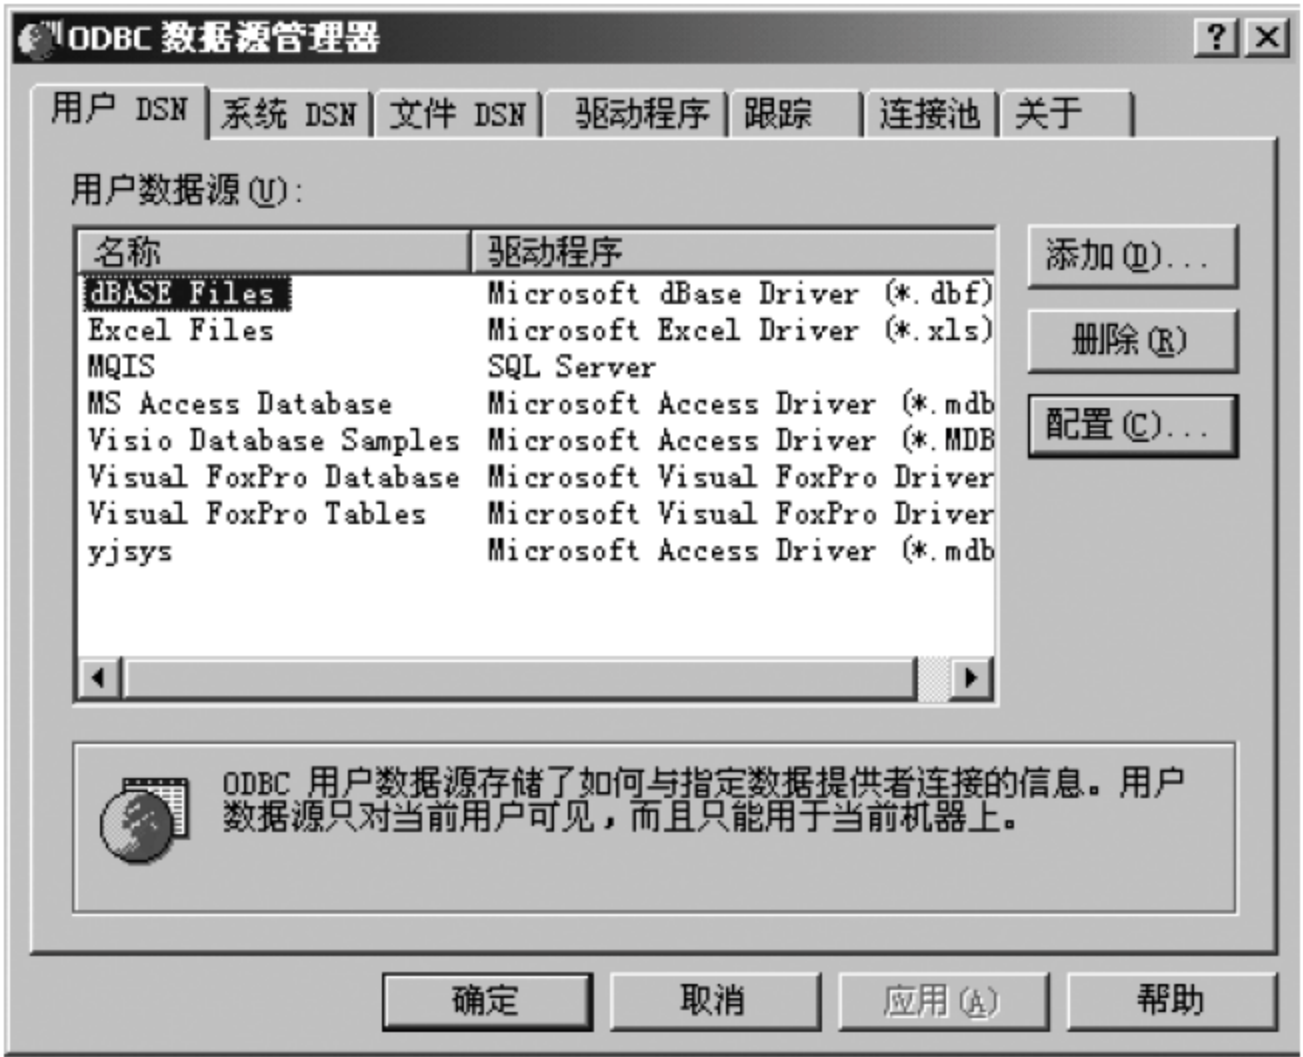 ODBC 数据源管理器
用户 DSN 系统 DSN 文件 DSN 驱动程序 跟踪 连接池 关于
用户数据源(U):
名称 驱动程序
dBASE Files Microsoft dBase Driver (*.dbf)
Excel Files Microsoft Excel Driver (*.xls)
MQIS SQL Server
MS Access Database Microsoft Access Driver (*.mdb
Visio Database Samples Microsoft Access Driver (*.MDB
Visual FoxPro Database Microsoft Visual FoxPro Driver
Visual FoxPro Tables Microsoft Visual FoxPro Driver
yjsys Microsoft Access Driver (*.mdb
添加(D)...
删除(R)
配置(C)...
ODBC 用户数据源存储了如何与指定数据提供者连接的信息。用户
数据源只对当前用户可见，而且只能用于当前机器上。
确定 取消 应用(A) 帮助